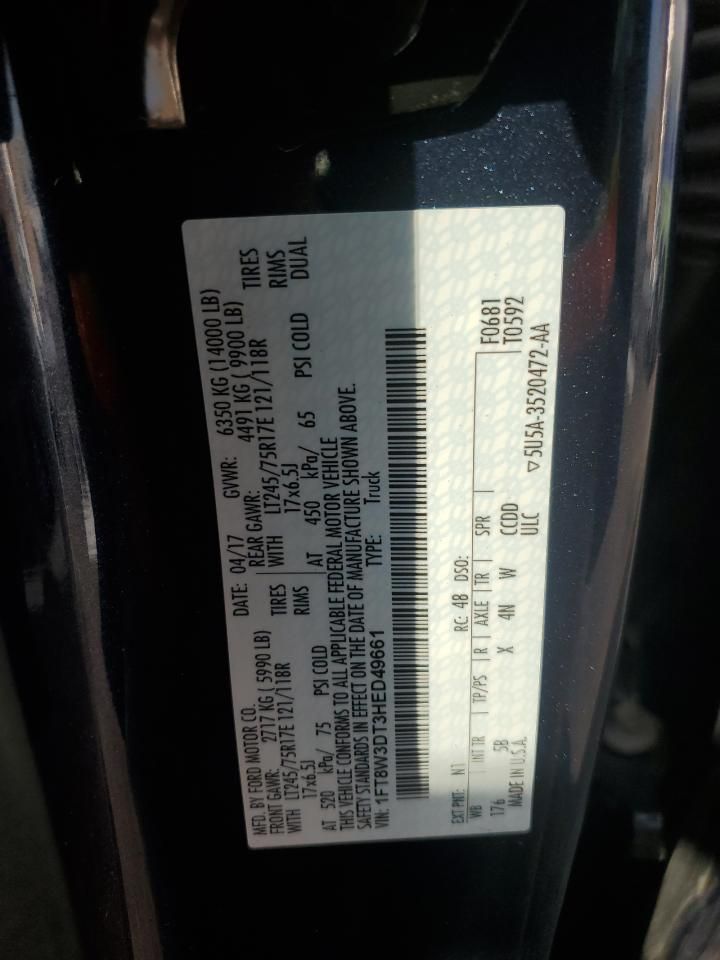 MFD. BY FORD MOTOR CO.
DATE: 04/17 GVWR: 6350 KG (14000 LB)
FRONT GAWR: 2717 KG ( 5990 LB) REAR GAWR: 4491 KG ( 9900 LB)
WITH LT245/75R17E 121/118R TIRES WITH LT245/75R17E 121/118R TIRES
17x6.5J RIMS 17x6.5J RIMS
AT 520 kPa/ 75 PSI COLD AT 450 kPa/ 65 PSI COLD DUAL
THIS VEHICLE CONFORMS TO ALL APPLICABLE FEDERAL MOTOR VEHICLE
SAFETY STANDARDS IN EFFECT ON THE DATE OF MANUFACTURE SHOWN ABOVE.
VIN: 1FT8W3DT3HED49661 TYPE: Truck
EXT PNT: N1 RC: 48 DSO: F0681
WB INT TR TP/PS R AXLE TR SPR T0592
176 5B X 4N W CCDD
MADE IN U.S.A. ULC ▽5U5A-3520472-AA